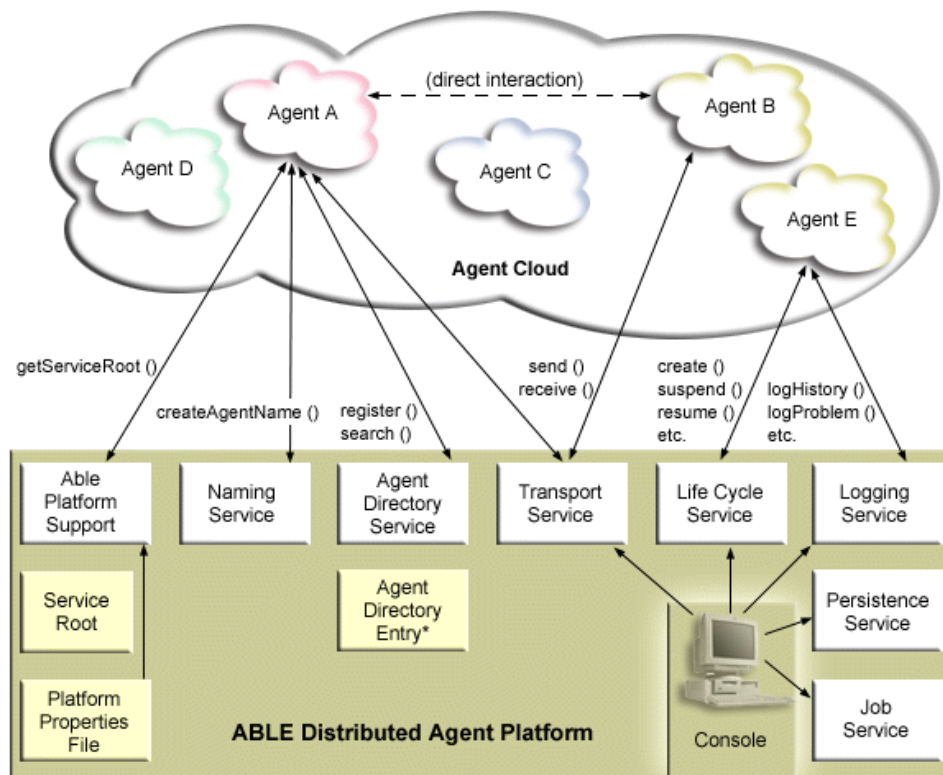 (direct interaction)
Agent A
Agent B
Agent D
Agent C
Agent E
Agent Cloud
getServiceRoot ()
createAgentName ()
register ()
search ()
send ()
receive ()
create ()
suspend ()
resume ()
etc.
logHistory ()
logProblem ()
etc.
Able
Platform
Support
Naming
Service
Agent
Directory
Service
Transport
Service
Life Cycle
Service
Logging
Service
Service
Root
Agent
Directory
Entry*
Persistence
Service
Platform
Properties
File
ABLE Distributed Agent Platform
Console
Job
Service